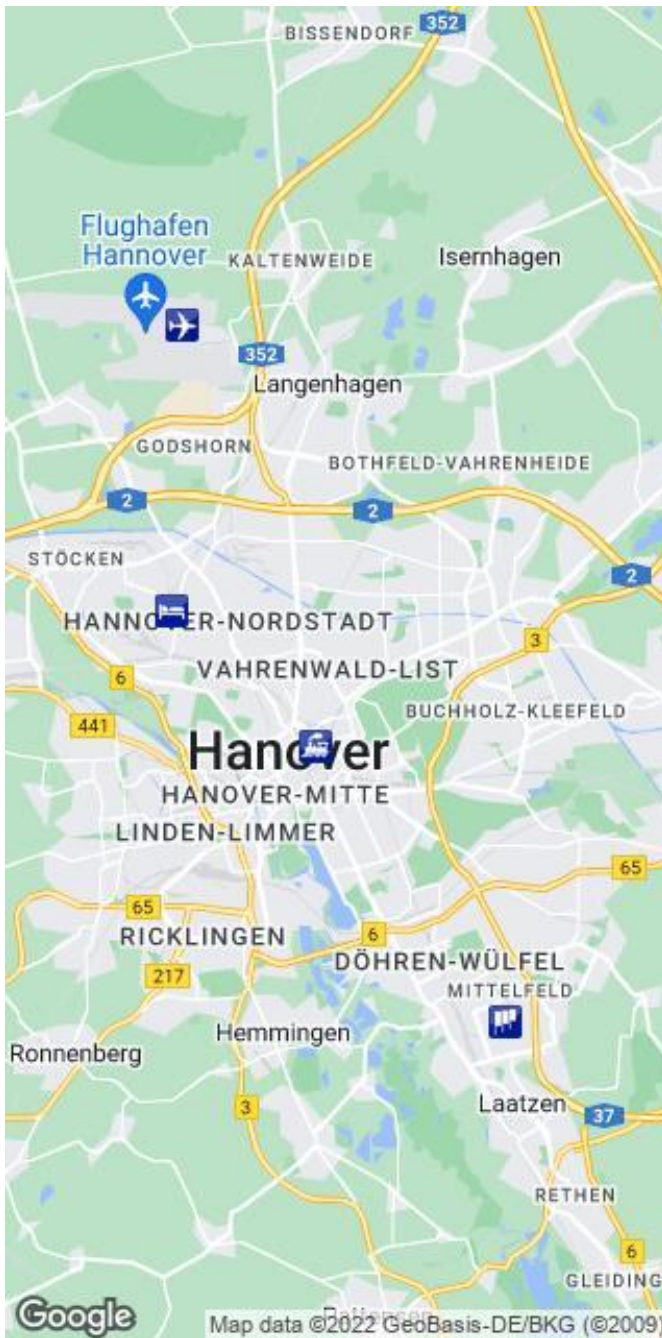 352
BISSENDORF
Flughafen
Hannover
KALTENWEIDE
Isernhagen
352
Langenhagen
GODSHORN
BOTHFELD-VAHRENHEIDE
2
2
STÖCKEN
2
HANNOVER-NORDSTADT
3
VAHRENWALD-LIST
6
BUCHHOLZ-KLEEFELD
441
Hanover
HANOVER-MITTE
LINDEN-LIMMER
65
65
RICKLINGEN
6
DÖHREN-WÜLFEL
217
MITTELFELD
Hemmingen
Ronnenberg
Laatzen
3
37
RETHEN
6
GLEIDING
Google
Map data ©2022 GeoBasis-DE/BKG (©2009)